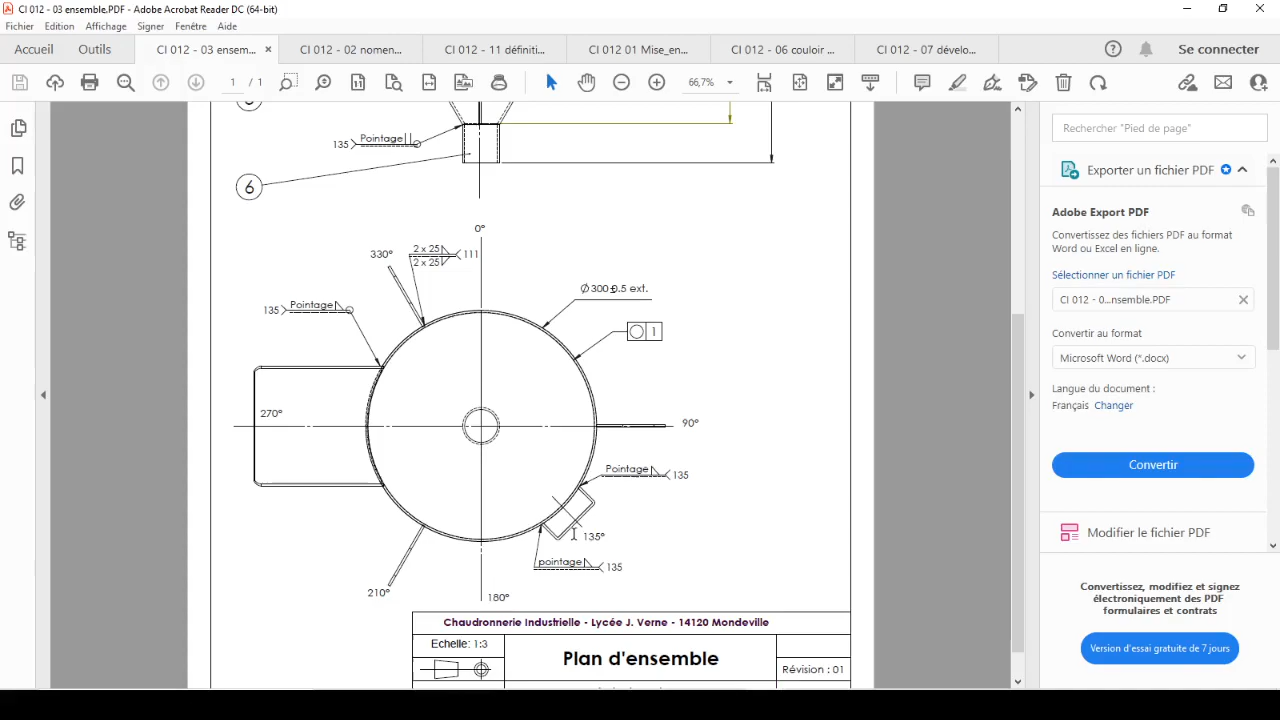 CI 012 - 03 ensemble.PDF - Adobe Acrobat Reader DC (64-bit)
Fichier Edition Affichage Signer Fenêtre Aide
Accueil Outils CI 012 - 03 ensem... × CI 012 - 02 nomen... CI 012 - 11 définiti... CI 012 01 Mise_en... CI 012 - 06 couloir ... CI 012 - 07 dévelo... Se connecter
1 / 1 66,7%
Rechercher "Pied de page"
135 Pointage
6
0°
330° 2 x 25 111
2 x 25
Ø 300±0.5 ext.
135 Pointage
1
270°
90°
Pointage 135
135°
pointage 135
210° 180°
Chaudronnerie Industrielle - Lycée J. Verne - 14120 Mondeville
Echelle: 1:3
Plan d'ensemble
Révision : 01
Exporter un fichier PDF
Adobe Export PDF
Convertissez des fichiers PDF au format
Word ou Excel en ligne.
Sélectionner un fichier PDF
CI 012 - 0...nsemble.PDF
Convertir au format
Microsoft Word (*.docx)
Langue du document :
Français Changer
Convertir
Modifier le fichier PDF
Convertissez, modifiez et signez
électroniquement des PDF
formulaires et contrats
Version d'essai gratuite de 7 jours